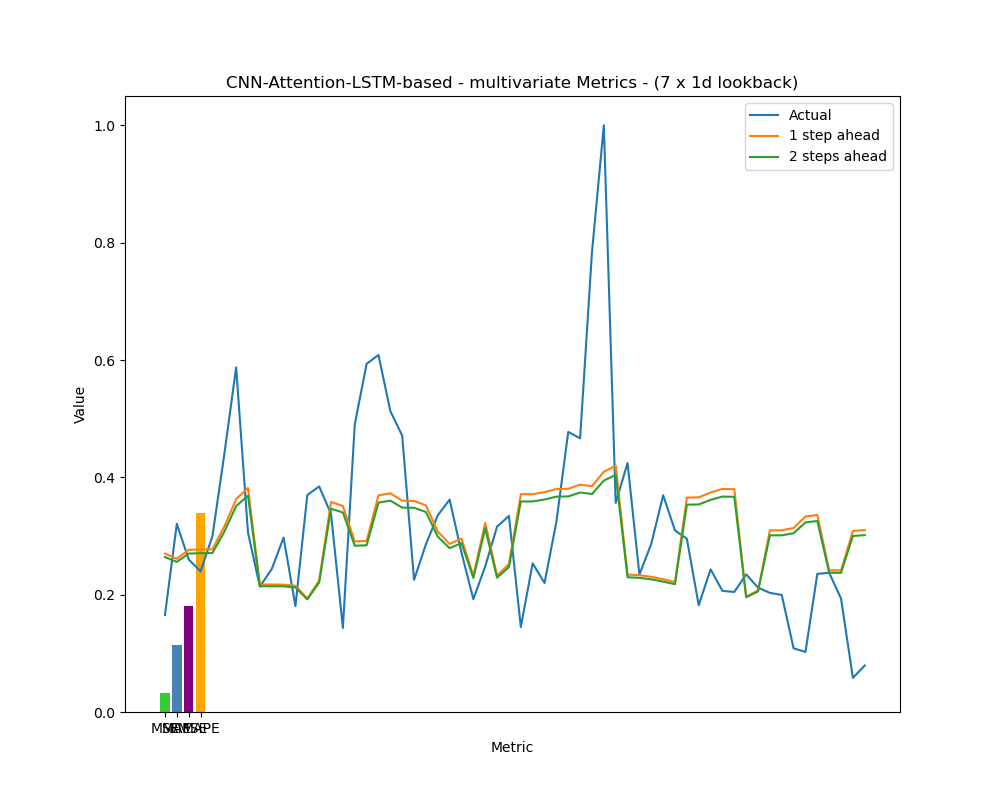 CNN-Attention-LSTM-based - multivariate Metrics - (7 x 1d lookback)
Actual
1 step ahead
2 steps ahead
1.0
0.8
0.6
0.4
0.2
0.0
Value
Metric